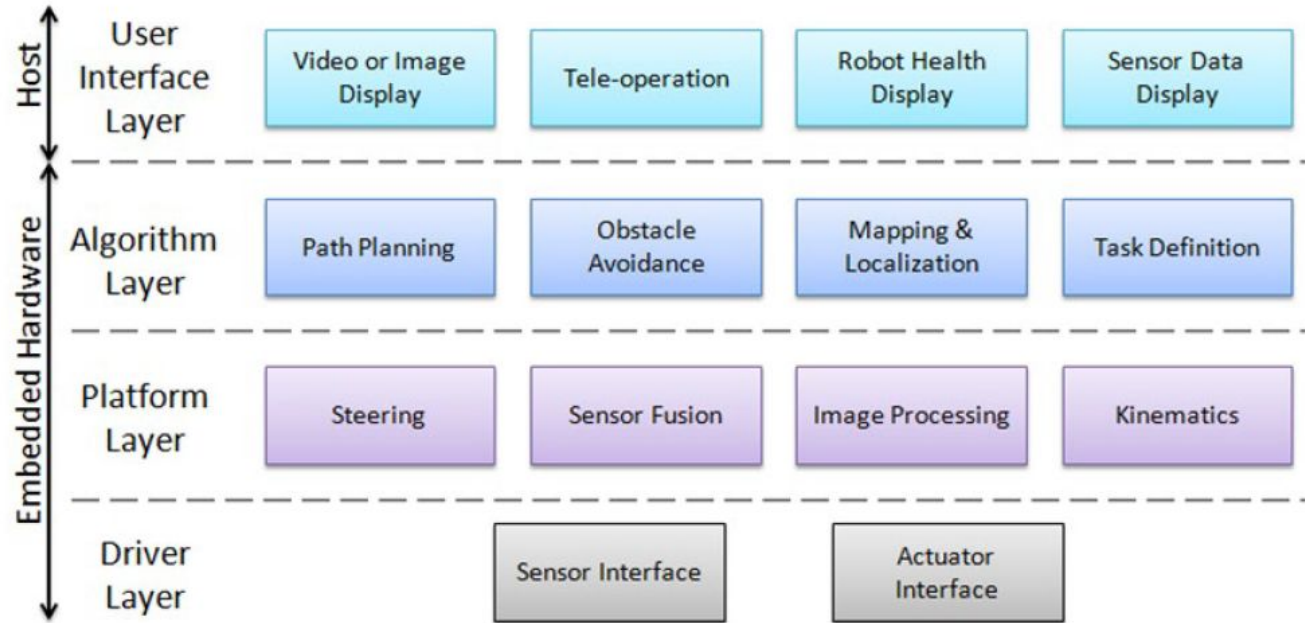 Host
User
Interface
Layer
Video or Image
Display
Tele-operation
Robot Health
Display
Sensor Data
Display
Embedded Hardware
Algorithm
Layer
Path Planning
Obstacle
Avoidance
Mapping &
Localization
Task Definition
Platform
Layer
Steering
Sensor Fusion
Image Processing
Kinematics
Driver
Layer
Sensor Interface
Actuator
Interface